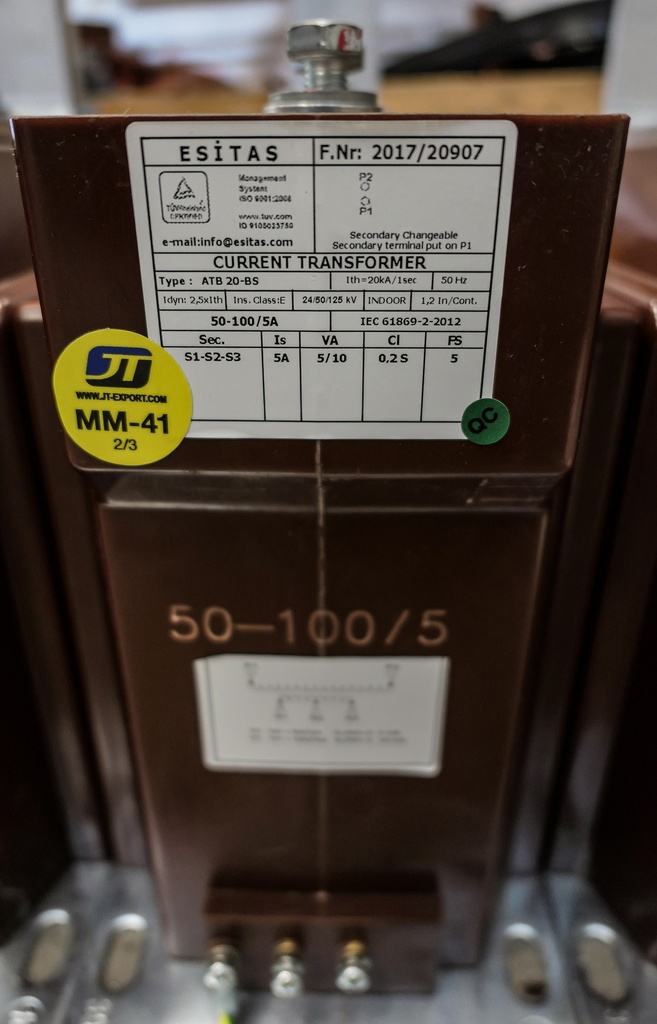 ESİTAS
F.Nr: 2017/20907
Management
System
ISO 9001:2008
www.tuv.com
e-mail:info@esitas.com
P2
P1
Secondary Changeable
Secondary terminal put on P1
CURRENT TRANSFORMER
Type : ATB 20-BS Ith=20kA/1sec 50 Hz
Idyn: 2,5xIth Ins. Class:E 24/50/125 kV INDOOR 1,2 In/Cont.
50-100/5A IEC 61869-2-2012
Sec. Is VA Cl FS
S1-S2-S3 5A 5/10 0,2 S 5
JT
WWW.JT-EXPORT.COM
MM-41
2/3
QC
50-100/5